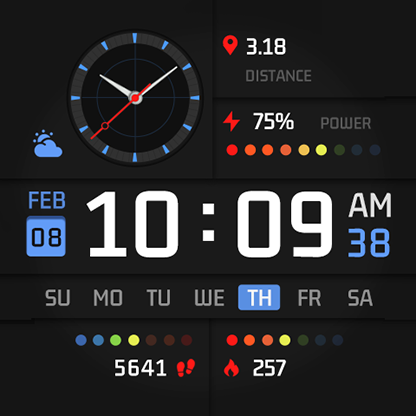 3.18
DISTANCE
75% POWER
FEB
08
10:09
AM
38
SU MO TU WE TH FR SA
5641
257